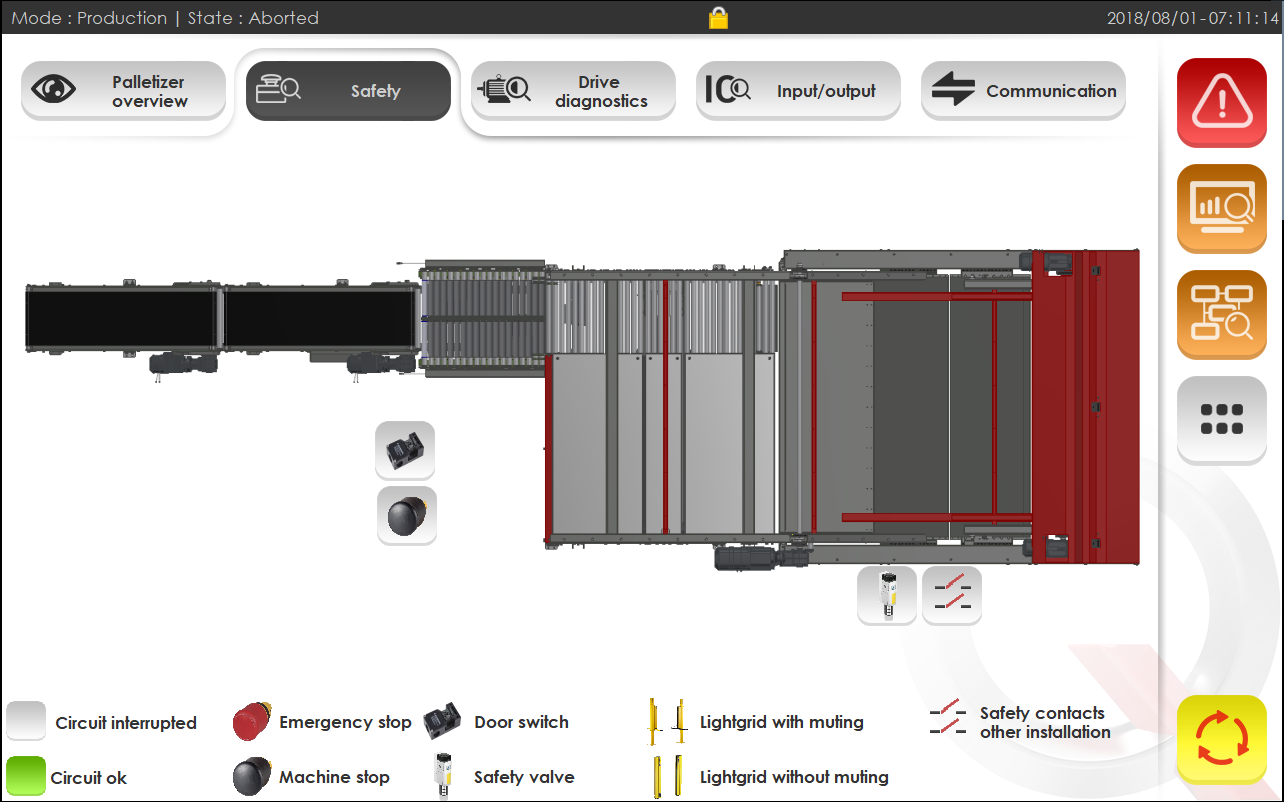 Mode : Production | State : Aborted
2018/08/01-07:11:14
Palletizer
overview
Safety
Drive
diagnostics
Input/output
Communication
Circuit interrupted
Emergency stop
Door switch
Lightgrid with muting
Safety contacts
other installation
Circuit ok
Machine stop
Safety valve
Lightgrid without muting